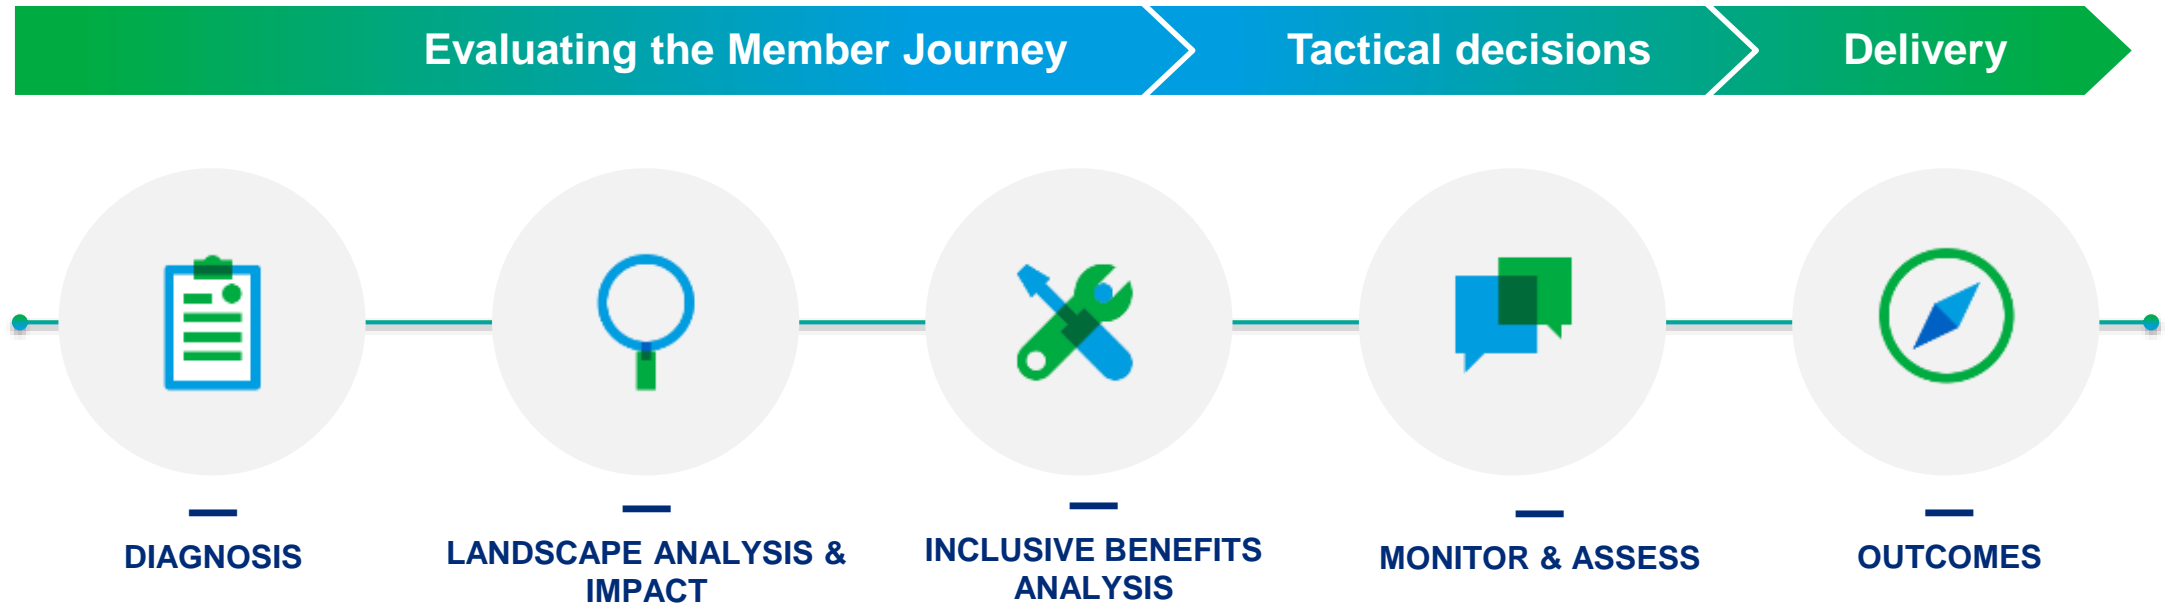 Evaluating the Member Journey
Tactical decisions
Delivery
DIAGNOSIS
LANDSCAPE ANALYSIS &
IMPACT
INCLUSIVE BENEFITS
ANALYSIS
MONITOR & ASSESS
OUTCOMES